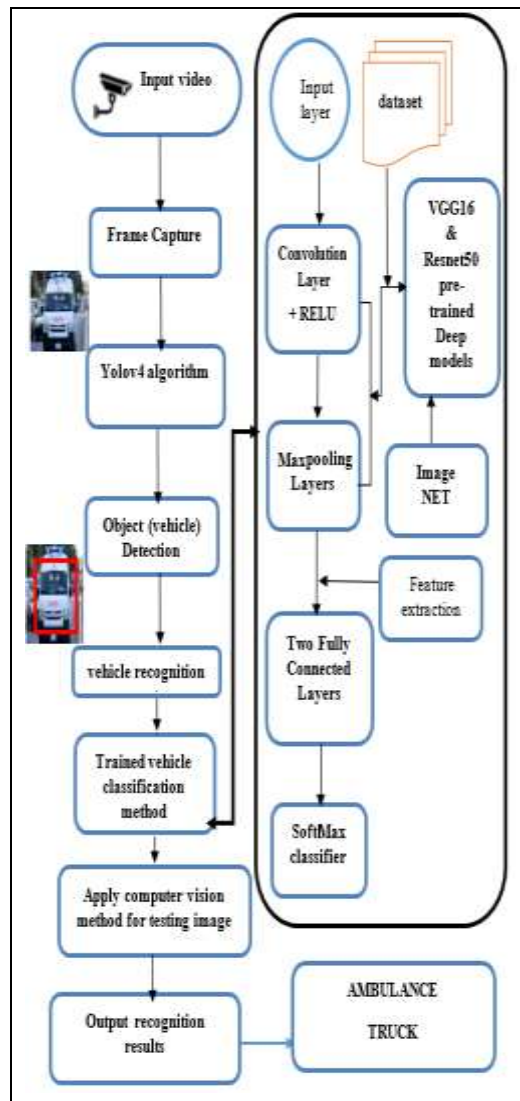 Input video
Frame Capture
Yolov4 algorithm
Object (vehicle)
Detection
vehicle recognition
Trained vehicle
classification
method
Apply computer vision
method for testing image
Output recognition
results
Input
layer
dataset
Convolution
Layer
+ RELU
VGG16
&
Resnet50
pre-
trained
Deep
models
Maxpooling
Layers
Image
NET
Feature
extraction
Two Fully
Connected
Layers
SoftMax
classifier
AMBULANCE
TRUCK